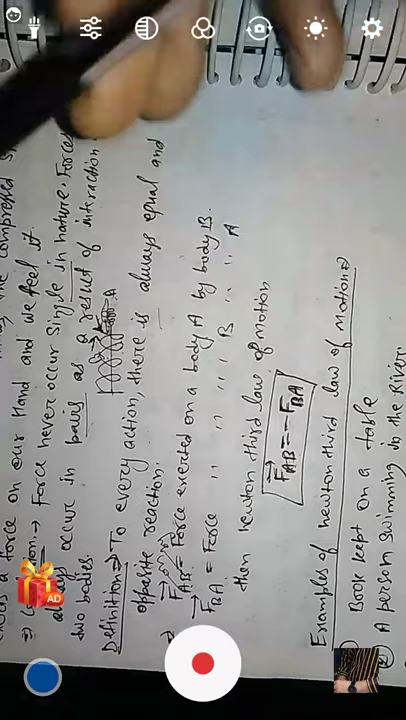 a force on our Hand and we feel it.
⇒ → Force never occur Single in nature. Forces
always occur in pairs as a result of interaction
two bodies.
Definition⇒ To every action, there is always equal and
opposite reaction.
⇒ F_AB = Force exerted on a body A by body B.
→ F_BA = Force ,, ,, ,, ,, B ,, ,, A
than newton third law of motion
F_AB = -F_BA
Examples of newton third law of motion⇒
Book kept on a table
② A person swimming in the River.
AD